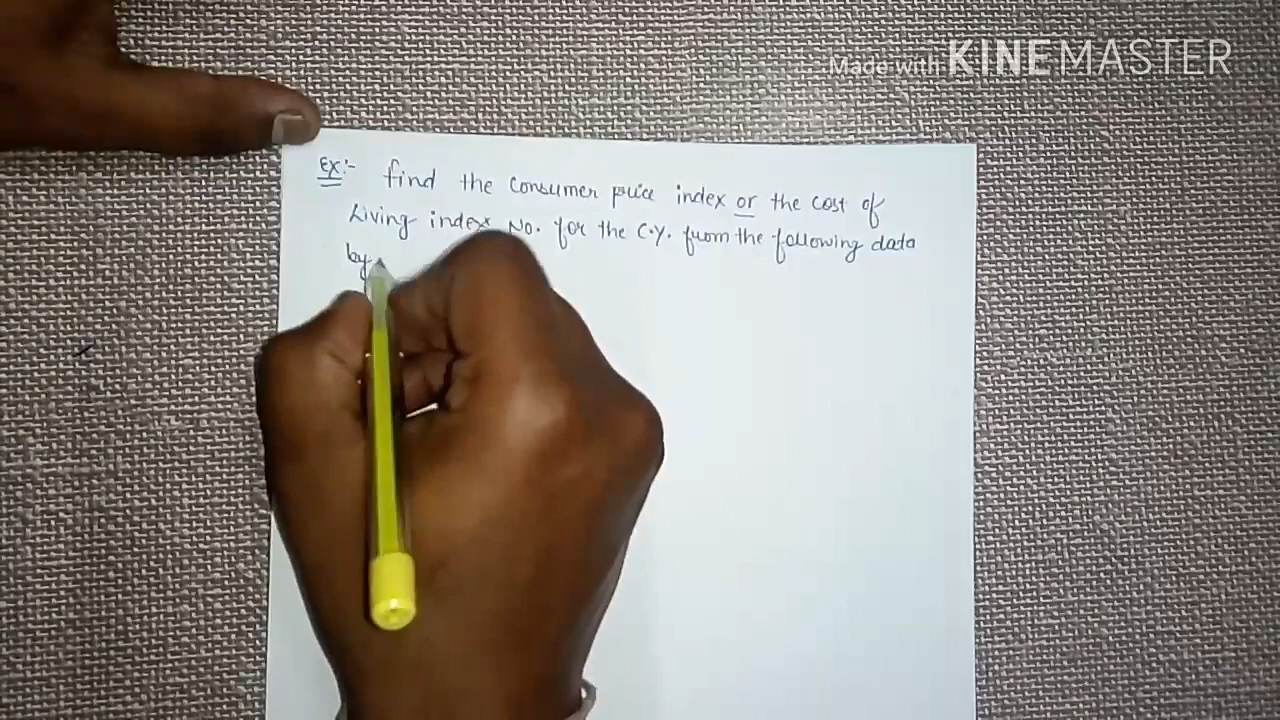 Made with KINEMASTER
Ex:- find the Consumer price index or the cost of
Living index No. for the C.Y. from the following data
by